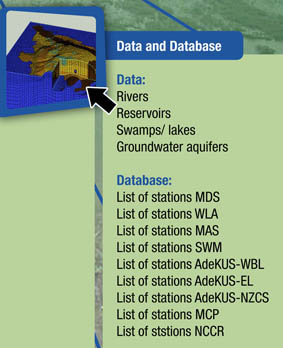 Data and Database
Data:
Rivers
Reservoirs
Swamps/ lakes
Groundwater aquifers
Database:
List of stations MDS
List of stations WLA
List of stations MAS
List of stations SWM
List of stations AdeKUS-WBL
List of stations AdeKUS-EL
List of stations AdeKUS-NZCS
List of stations MCP
List of ststions NCCR